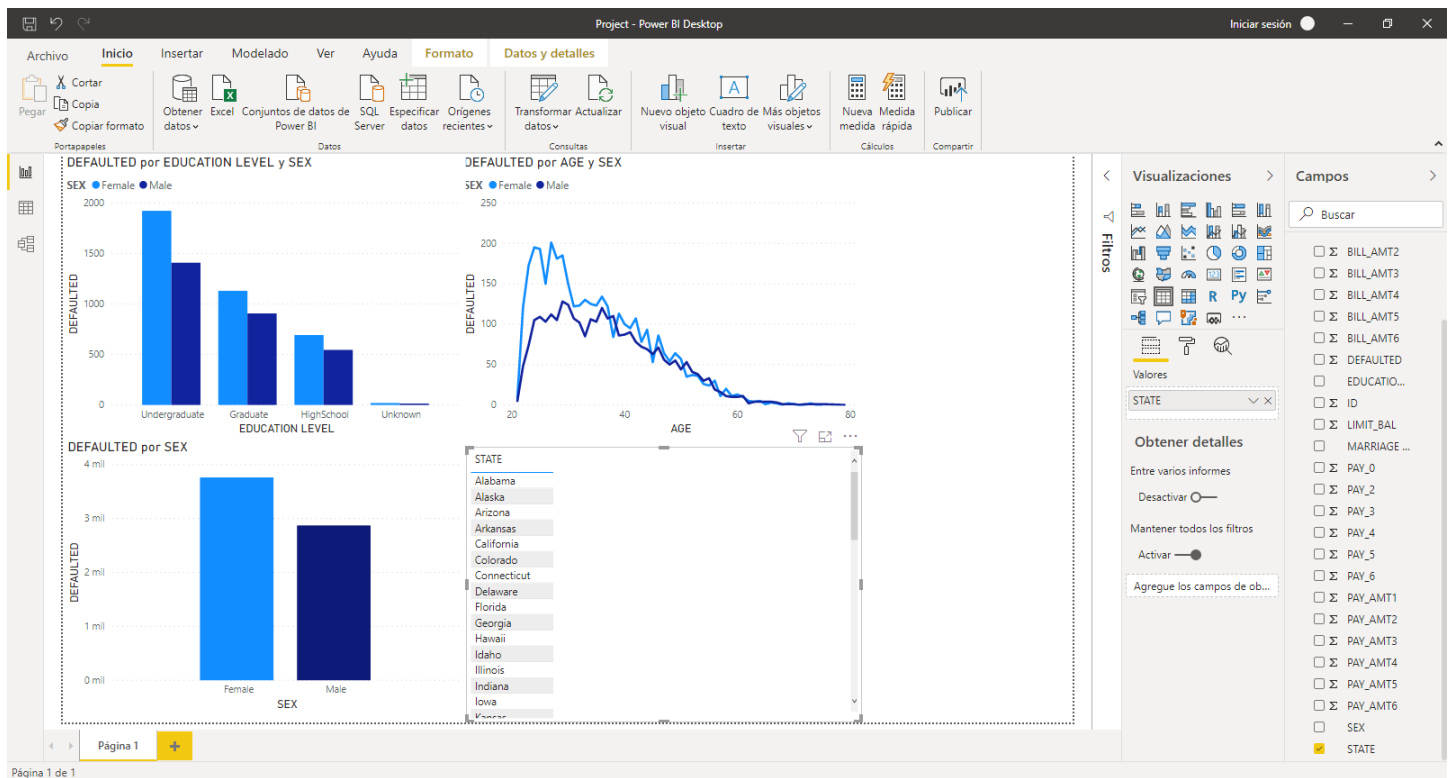 Project - Power BI Desktop
Iniciar sesión
Archivo Inicio Insertar Modelado Ver Ayuda Formato Datos y detalles
Pegar
Cortar
Copia
Copiar formato
Portapapeles
Obtener datos
Excel
Conjuntos de datos de Power BI
SQL Server
Especificar datos
Orígenes recientes
Datos
Transformar datos
Actualizar
Consultas
Nuevo objeto visual
Cuadro de texto
Más objetos visuales
Insertar
Nueva medida
Medida rápida
Cálculos
Publicar
Compartir
DEFAULTED por EDUCATION LEVEL y SEX
SEX Female Male
2000
1500
1000
500
0
DEFAULTED
Undergraduate Graduate HighSchool Unknown
EDUCATION LEVEL
DEFAULTED por AGE y SEX
SEX Female Male
250
200
150
100
50
0
DEFAULTED
20 40 60 80
AGE
DEFAULTED por SEX
4 mil
3 mil
2 mil
1 mil
0 mil
DEFAULTED
Female Male
SEX
STATE
Alabama
Alaska
Arizona
Arkansas
California
Colorado
Connecticut
Delaware
Florida
Georgia
Hawaii
Idaho
Illinois
Indiana
Iowa
Kansas
Filtros
Visualizaciones
123
R Py
Valores
STATE
Obtener detalles
Entre varios informes
Desactivar
Mantener todos los filtros
Activar
Agregue los campos de ob...
Campos
Buscar
Σ BILL_AMT2
Σ BILL_AMT3
Σ BILL_AMT4
Σ BILL_AMT5
Σ BILL_AMT6
Σ DEFAULTED
EDUCATIO...
Σ ID
Σ LIMIT_BAL
MARRIAGE ...
Σ PAY_0
Σ PAY_2
Σ PAY_3
Σ PAY_4
Σ PAY_5
Σ PAY_6
Σ PAY_AMT1
Σ PAY_AMT2
Σ PAY_AMT3
Σ PAY_AMT4
Σ PAY_AMT5
Σ PAY_AMT6
SEX
STATE
Página 1
Página 1 de 1